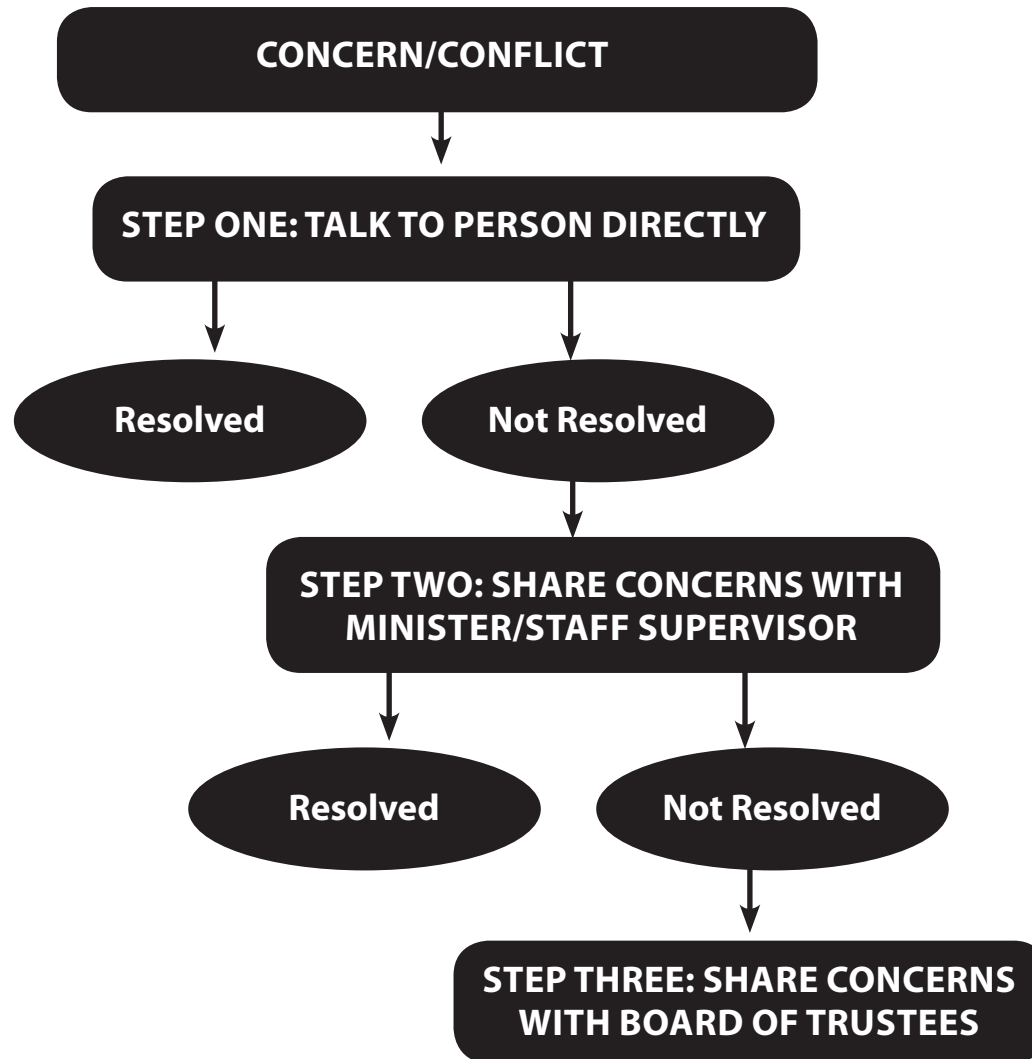 CONCERN/CONFLICT
STEP ONE: TALK TO PERSON DIRECTLY
Resolved
Not Resolved
STEP TWO: SHARE CONCERNS WITH
MINISTER/STAFF SUPERVISOR
Resolved
Not Resolved
STEP THREE: SHARE CONCERNS
WITH BOARD OF TRUSTEES